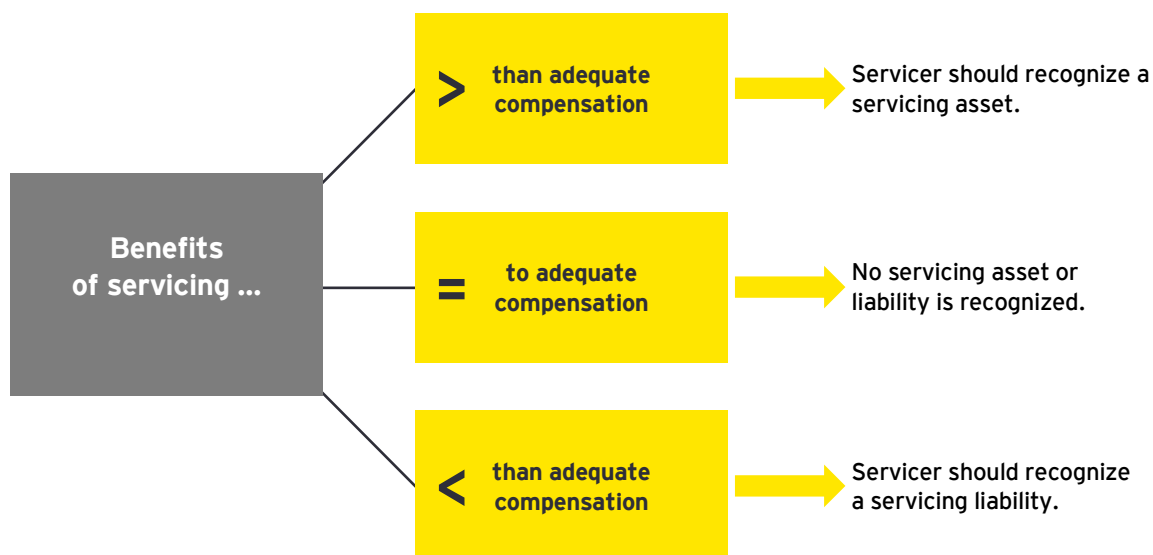 > than adequate
compensation
Servicer should recognize a
servicing asset.
Benefits
of servicing ...
= to adequate
compensation
No servicing asset or
liability is recognized.
< than adequate
compensation
Servicer should recognize
a servicing liability.